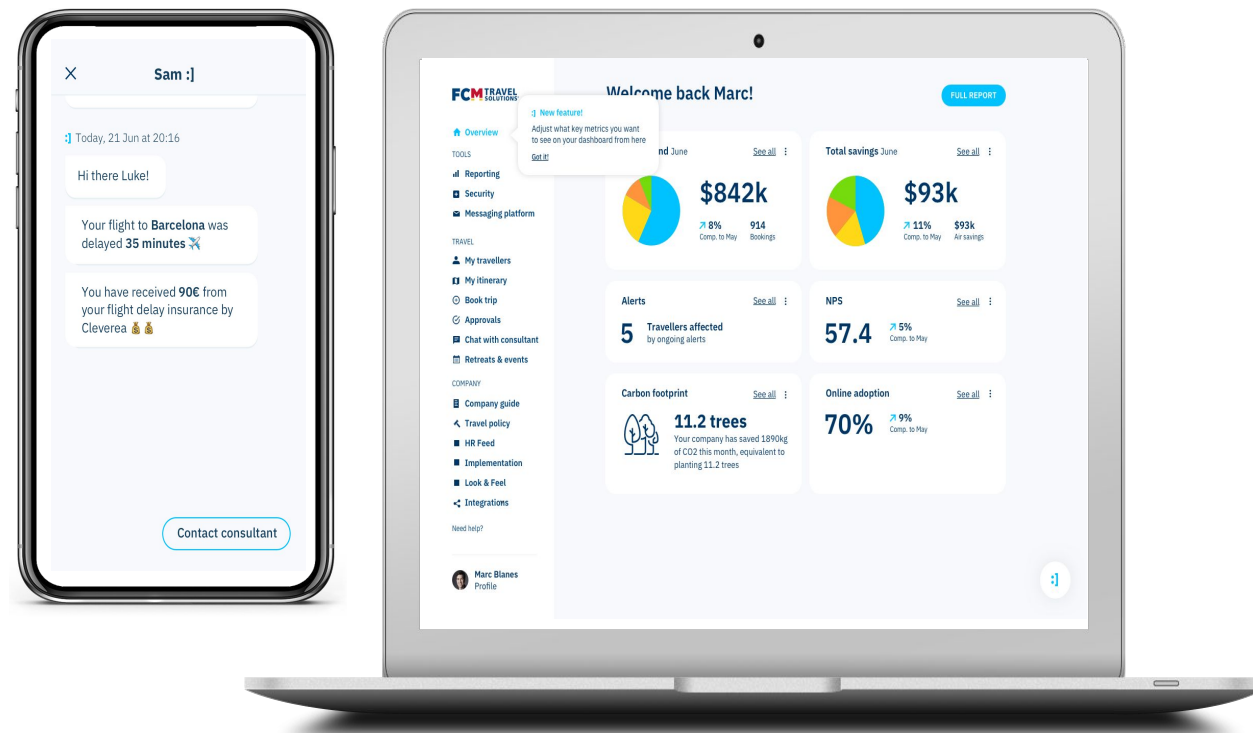 Sam :]
:] Today, 21 Jun at 20:16
Hi there Luke!
Your flight to Barcelona was
delayed 35 minutes ✈️
You have received 90€ from
your flight delay insurance by
Cleverea 💰 💰
Contact consultant
FCM TRAVEL
SOLUTIONS
Welcome back Marc!
FULL REPORT
:] New feature!
Adjust what key metrics you want
to see on your dashboard from here
Got it!
Overview
TOOLS
Reporting
Security
Messaging platform
TRAVEL
My travellers
My itinerary
Book trip
Approvals
Chat with consultant
Retreats & events
COMPANY
Company guide
Travel policy
HR Feed
Implementation
Look & Feel
Integrations
Need help?
Marc Blanes
Profile
June
See all
$842k
8%
Comp. to May
914
Bookings
Total savings June
See all
$93k
11%
Comp. to May
$93k
Air savings
Alerts
See all
5 Travellers affected
by ongoing alerts
NPS
See all
57.4
5%
Comp. to May
Carbon footprint
See all
11.2 trees
Your company has saved 1890kg
of CO2 this month, equivalent to
planting 11.2 trees
Online adoption
See all
70%
9%
Comp. to May
:]